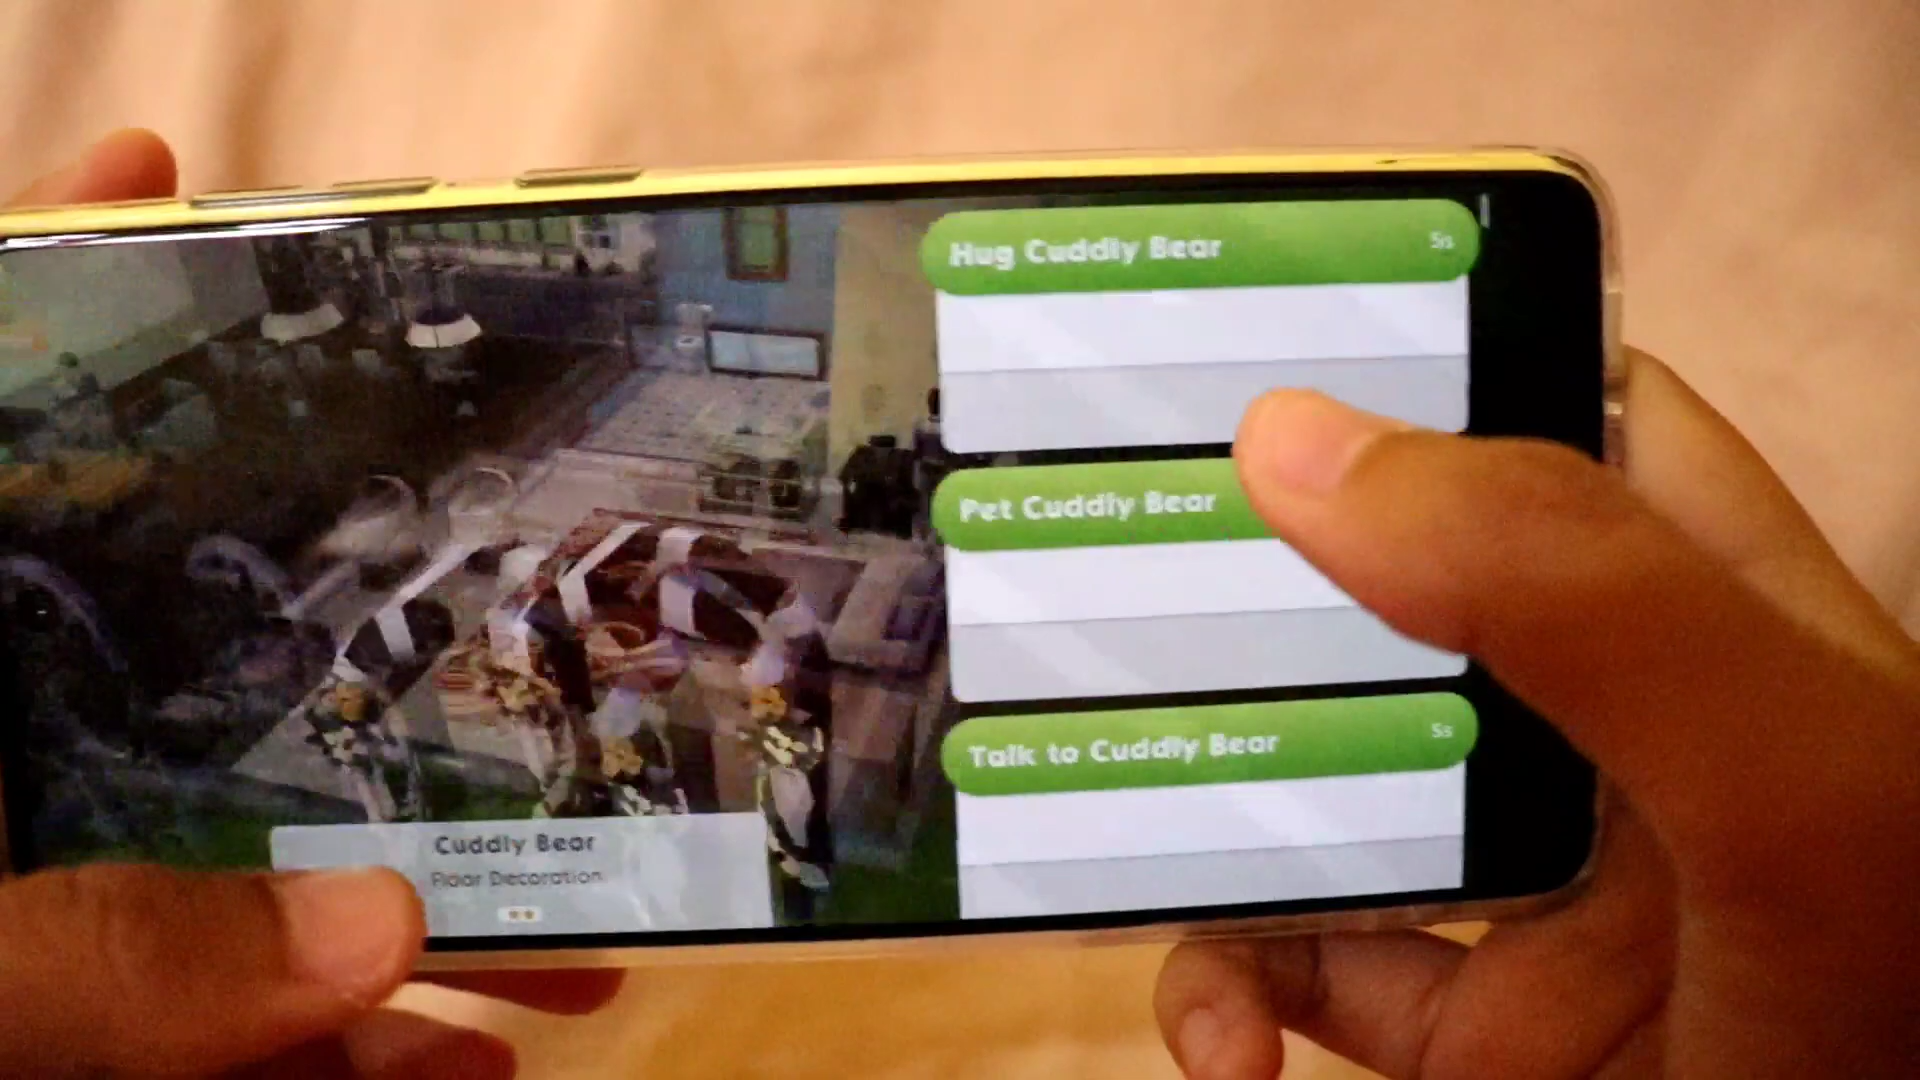 Hug Cuddly Bear 5s
Pet Cuddly Bear
Talk to Cuddly Bear 5s
Cuddly Bear
Floor Decoration